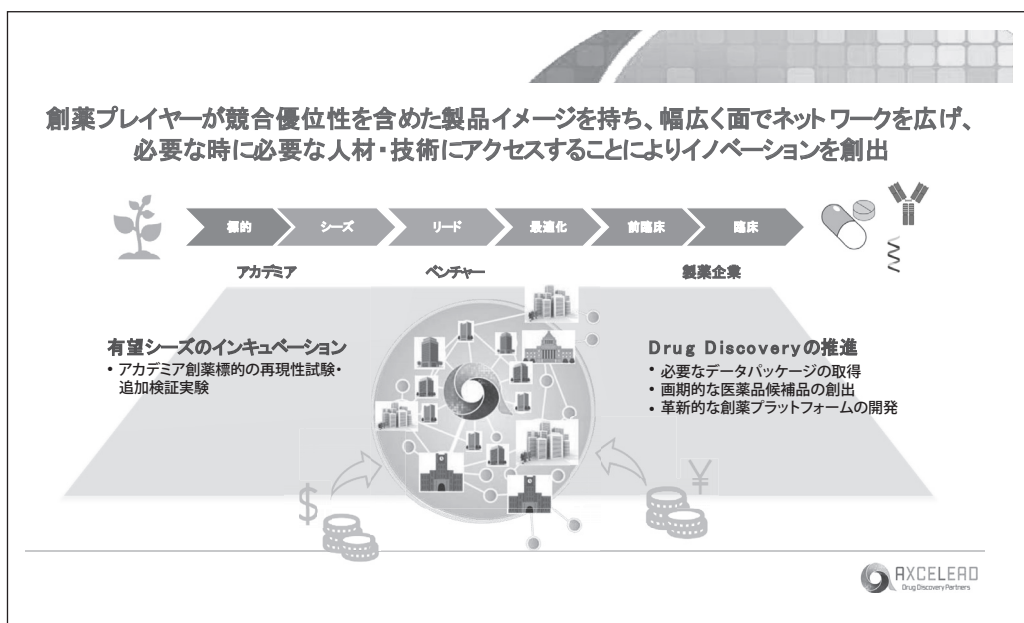 創薬プレイヤーが競合優位性を含めた製品イメージを持ち、幅広く面でネットワークを広げ、
必要な時に必要な人材・技術にアクセスすることによりイノベーションを創出
標的 シーズ リード 最適化 前臨床 臨床
アカデミア ベンチャー 製薬企業
有望シーズのインキュベーション
• アカデミア創薬標的の再現性試験・
追加検証実験
Drug Discoveryの推進
• 必要なデータパッケージの取得
• 画期的な医薬品候補品の創出
• 革新的な創薬プラットフォームの開発
$
¥
AXCELEAD
Drug Discovery Partners